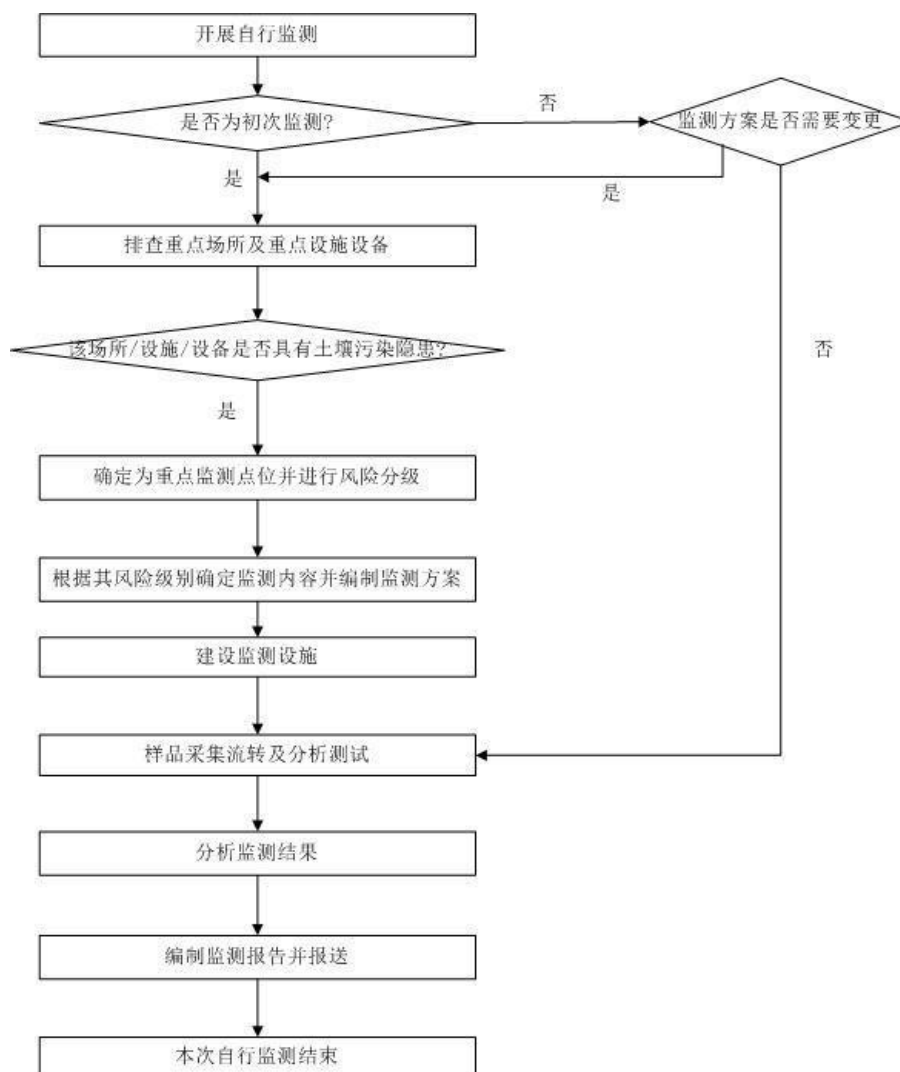 开展自行监测
是否为初次监测?
否
监测方案是否需要变更
是
是
排查重点场所及重点设施设备
该场所/设施/设备是否具有土壤污染隐患?
否
是
确定为重点监测点位并进行风险分级
根据其风险级别确定监测内容并编制监测方案
建设监测设施
样品采集流转及分析测试
分析监测结果
编制监测报告并报送
本次自行监测结束